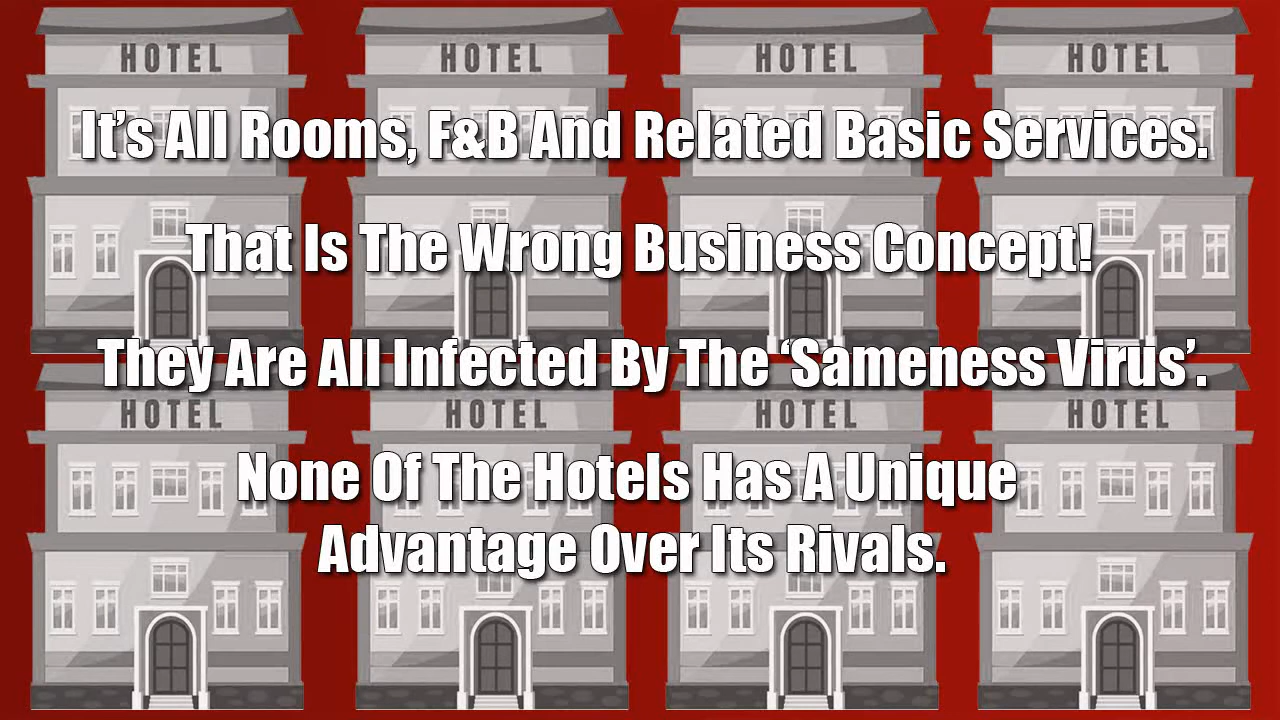 HOTEL HOTEL HOTEL HOTEL
It’s All Rooms, F&B And Related Basic Services.
That Is The Wrong Business Concept!
They Are All Infected By The ‘Sameness Virus’.
HOTEL HOTEL HOTEL HOTEL
None Of The Hotels Has A Unique
Advantage Over Its Rivals.